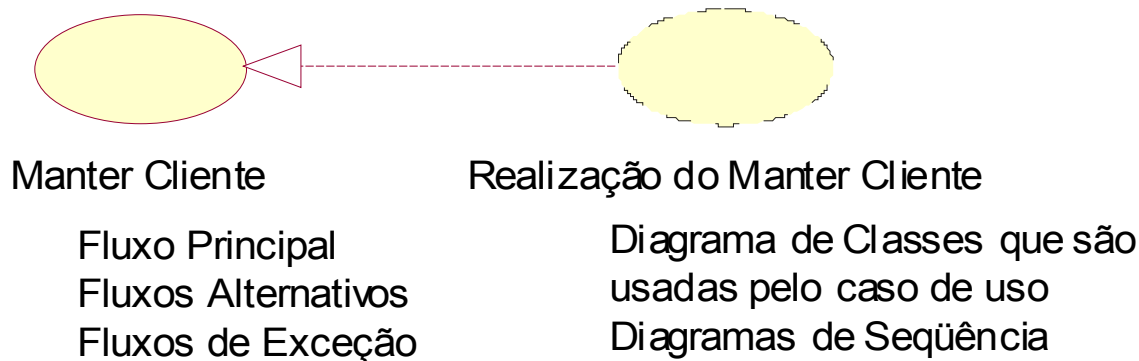 Manter Cliente
Fluxo Principal
Fluxos Alternativos
Fluxos de Exceção
Realização do Manter Cliente
Diagrama de Classes que são
usadas pelo caso de uso
Diagramas de Seqüência